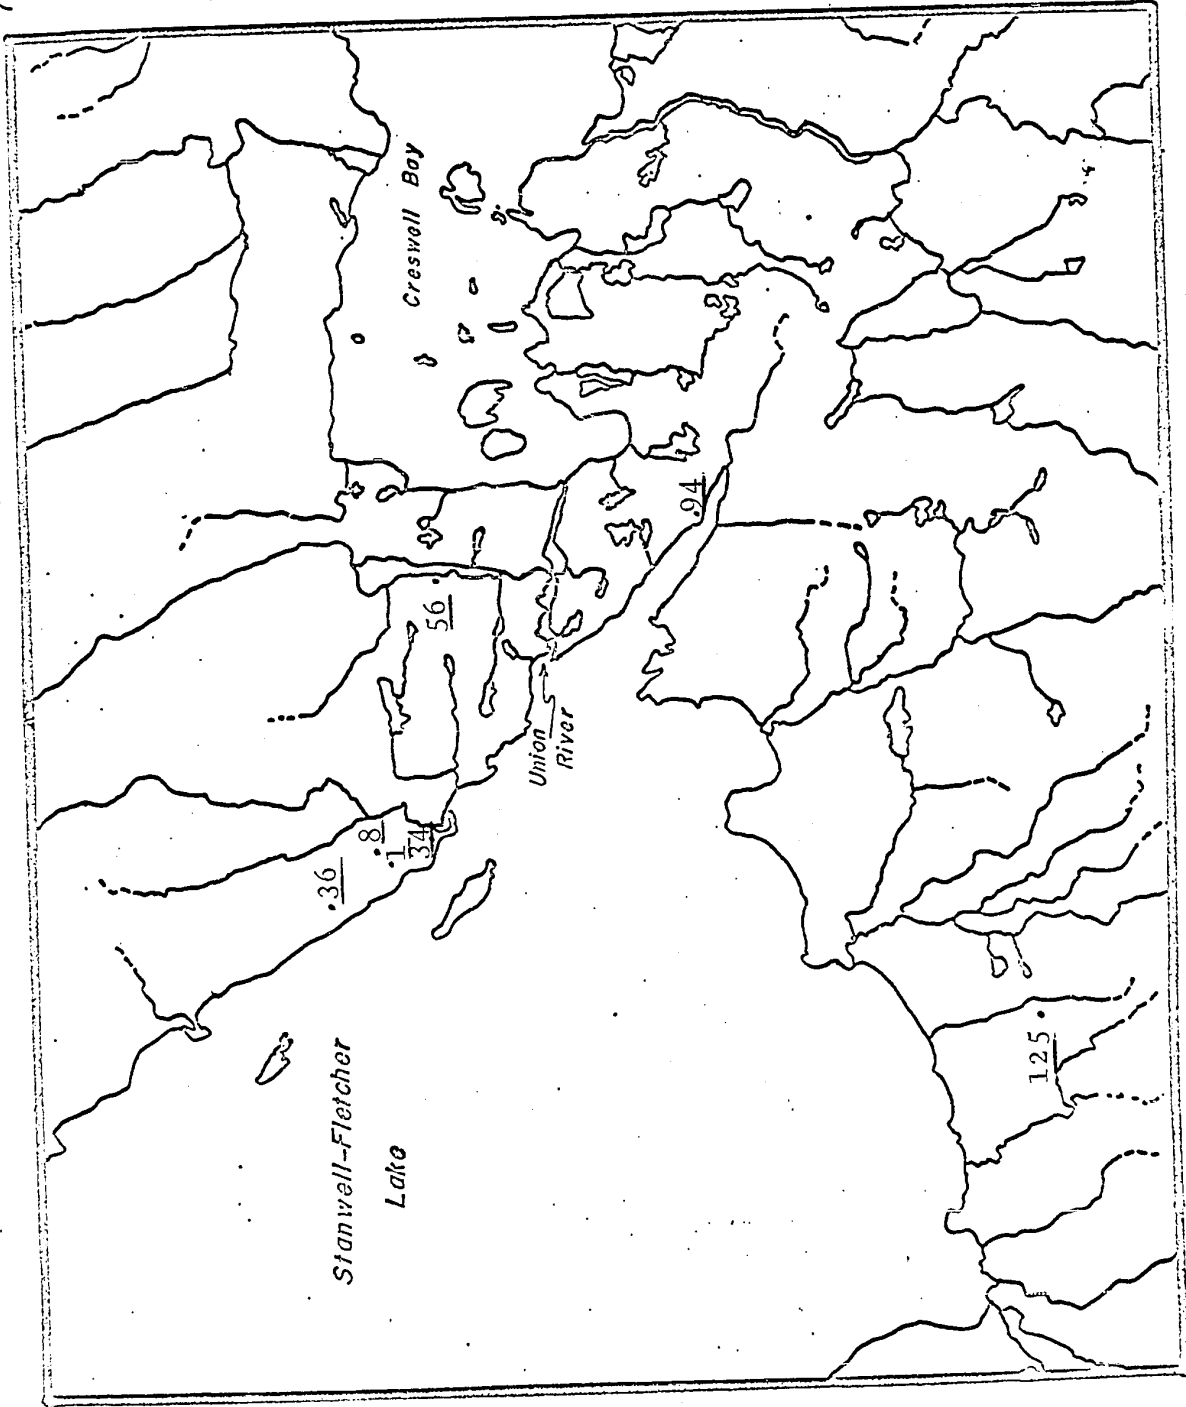 Creswell Bay
.94
56
Union
River
.8
.1
34
.36
Stanwell-Fletcher
Lake
125